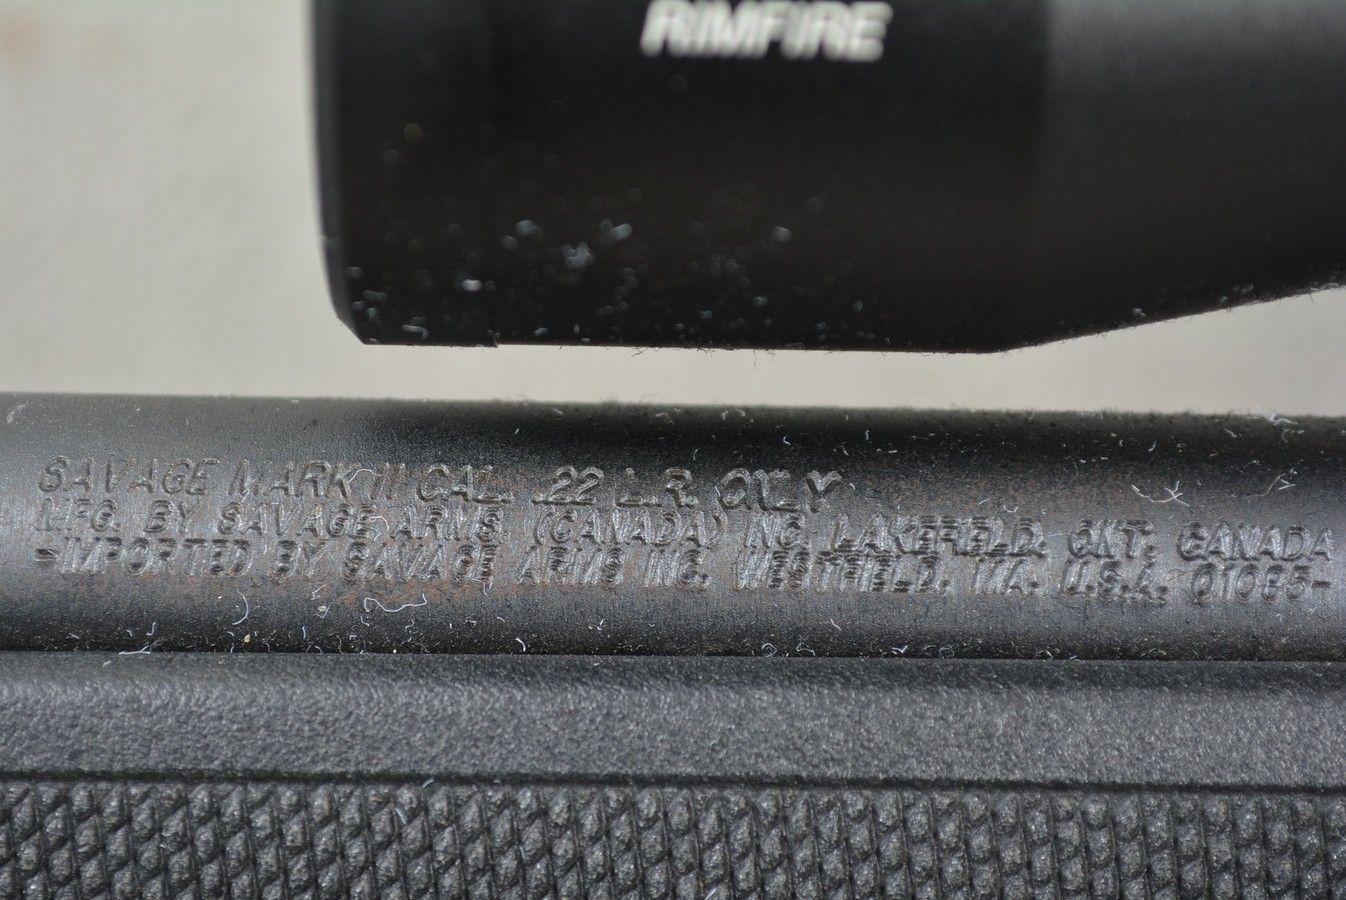 RIMFIRE
SAVAGE MARK II CAL. .22 L.R. ONLY
MFG. BY SAVAGE ARMS (CANADA) INC. LAKEFIELD. ONT. CANADA
-IMPORTED BY SAVAGE ARMS INC. WESTFIELD. MA. U.S.A. 01085-